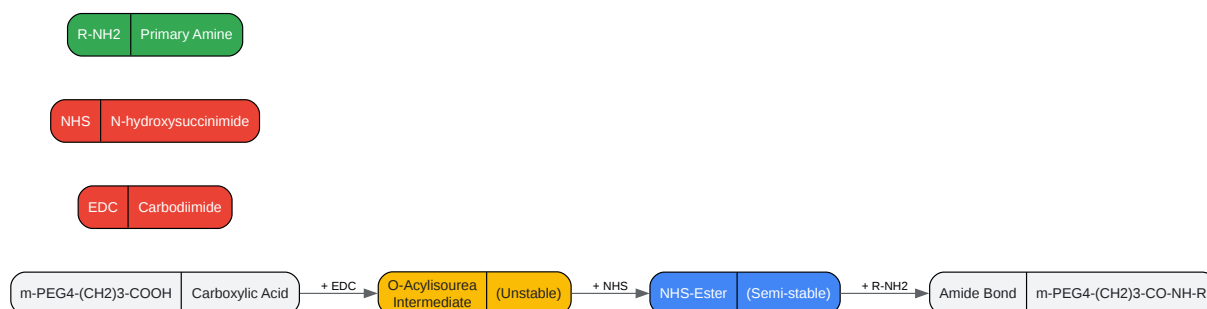 R-NH2 Primary Amine
NHS N-hydroxysuccinimide
EDC Carbodiimide
m-PEG4-(CH2)3-COOH Carboxylic Acid
+ EDC
O-Acylisourea
Intermediate
(Unstable)
+ NHS
NHS-Ester (Semi-stable)
+ R-NH2
Amide Bond m-PEG4-(CH2)3-CO-NH-R